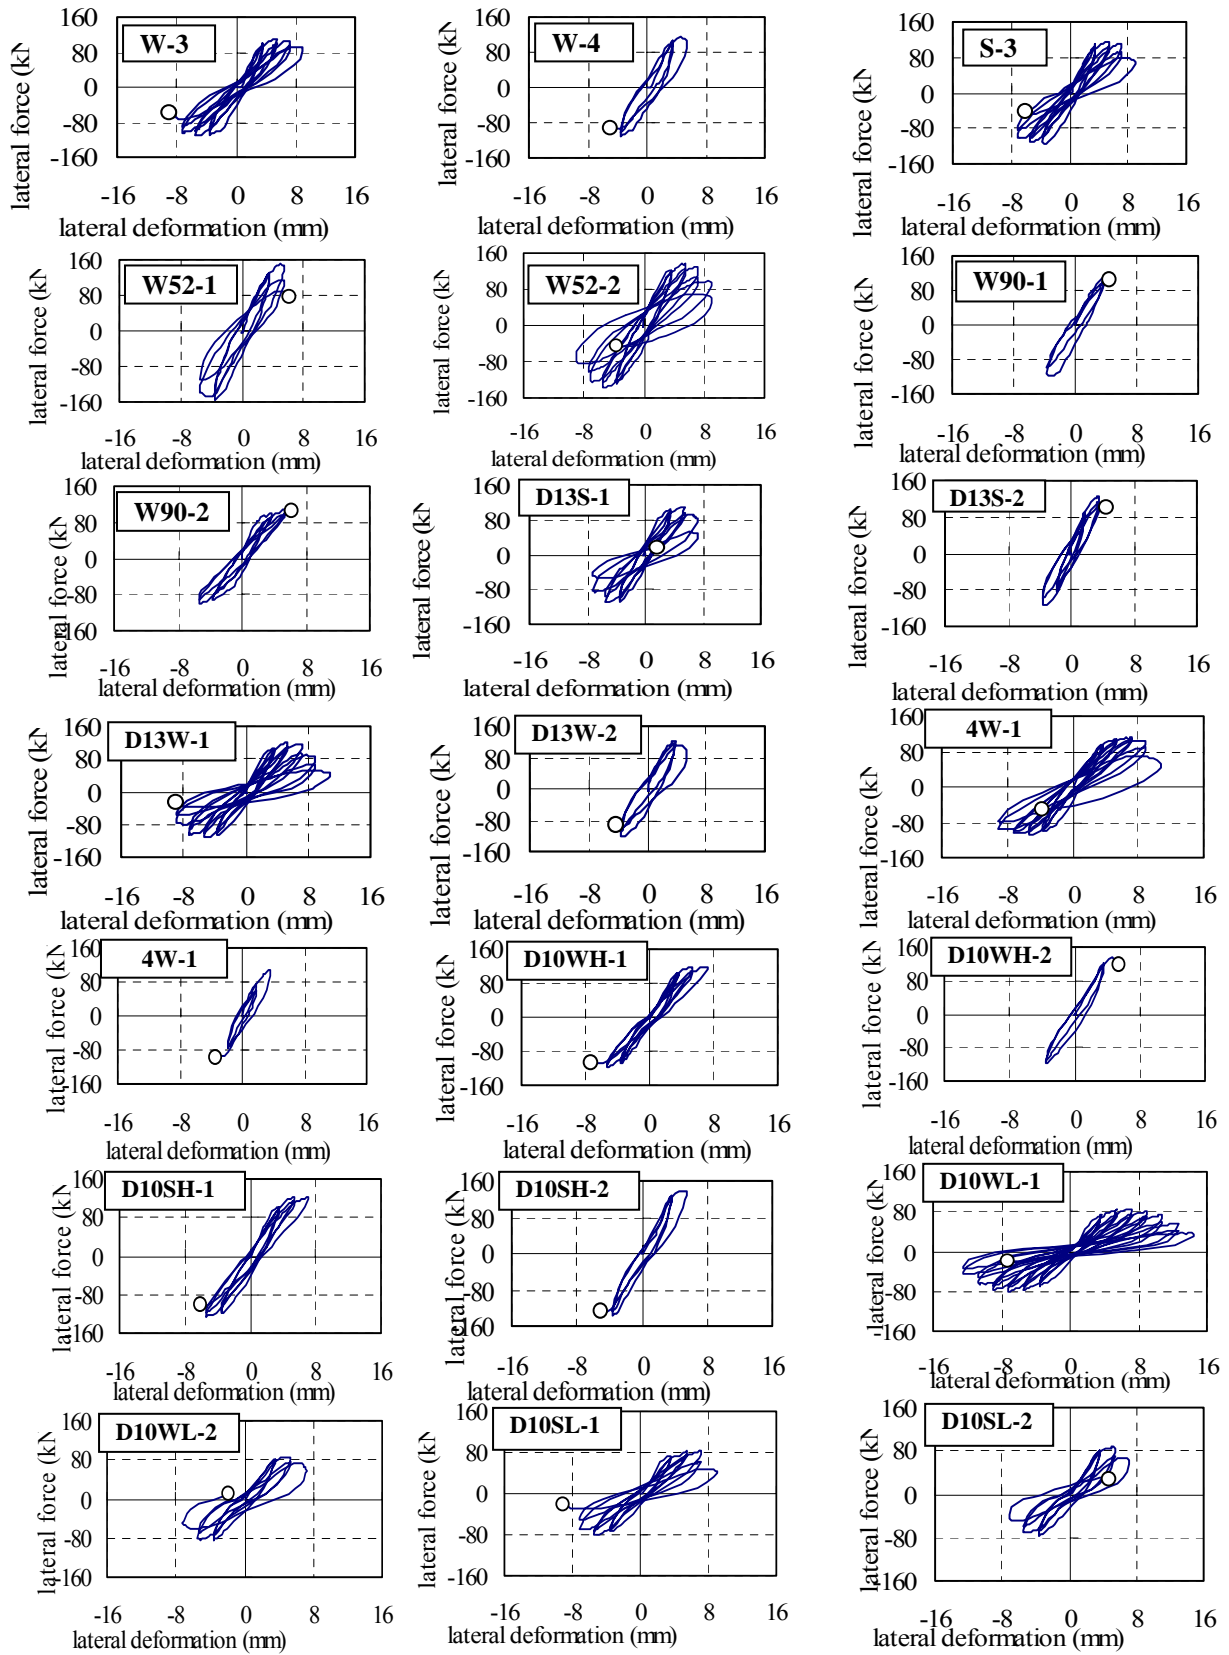 W-3
160
80
0
-80
-160
lateral force (kN
-16 -8 0 8 16
lateral deformation (mm)
W-4
160
80
0
-80
-160
lateral force (kN
-16 -8 0 8 16
lateral deformation (mm)
S-3
160
80
0
-80
-160
lateral force (kN
-16 -8 0 8 16
lateral deformation (mm)
W52-1
160
80
0
-80
-160
lateral force (kN
-16 -8 0 8 16
lateral deformation (mm)
W52-2
160
80
0
-80
-160
lateral force (kN
-16 -8 0 8 16
lateral deformation (mm)
W90-1
160
80
0
-80
-160
lateral force (kN
-16 -8 0 8 16
lateral deformation (mm)
W90-2
160
80
0
-80
-160
lateral force (kN
-16 -8 0 8 16
lateral deformation (mm)
D13S-1
160
80
0
-80
-160
lateral force (kN
-16 -8 0 8 16
lateral deformation (mm)
D13S-2
160
80
0
-80
-160
lateral force (kN
-16 -8 0 8 16
lateral deformation (mm)
D13W-1
160
80
0
-80
-160
lateral force (kN
-16 -8 0 8 16
lateral deformation (mm)
D13W-2
160
80
0
-80
-160
lateral force (kN
-16 -8 0 8 16
lateral deformation (mm)
4W-1
160
80
0
-80
-160
lateral force (kN
-16 -8 0 8 16
lateral deformation (mm)
4W-1
160
80
0
-80
-160
lateral force (kN
-16 -8 0 8 16
lateral deformation (mm)
D10WH-1
160
80
0
-80
-160
lateral force (kN
-16 -8 0 8 16
lateral deformation (mm)
D10WH-2
160
80
0
-80
-160
lateral force (kN
-16 -8 0 8 16
lateral deformation (mm)
D10SH-1
160
80
0
-80
-160
lateral force (kN
-16 -8 0 8 16
lateral deformation (mm)
D10SH-2
160
80
0
-80
-160
lateral force (kN
-16 -8 0 8 16
lateral deformation (mm)
D10WL-1
160
80
0
-80
-160
lateral force (kN
-16 -8 0 8 16
lateral deformation (mm)
D10WL-2
160
80
0
-80
-160
lateral force (kN
-16 -8 0 8 16
lateral deformation (mm)
D10SL-1
160
80
0
-80
-160
lateral force (kN
-16 -8 0 8 16
lateral deformation (mm)
D10SL-2
160
80
0
-80
-160
lateral force (kN
-16 -8 0 8 16
lateral deformation (mm)